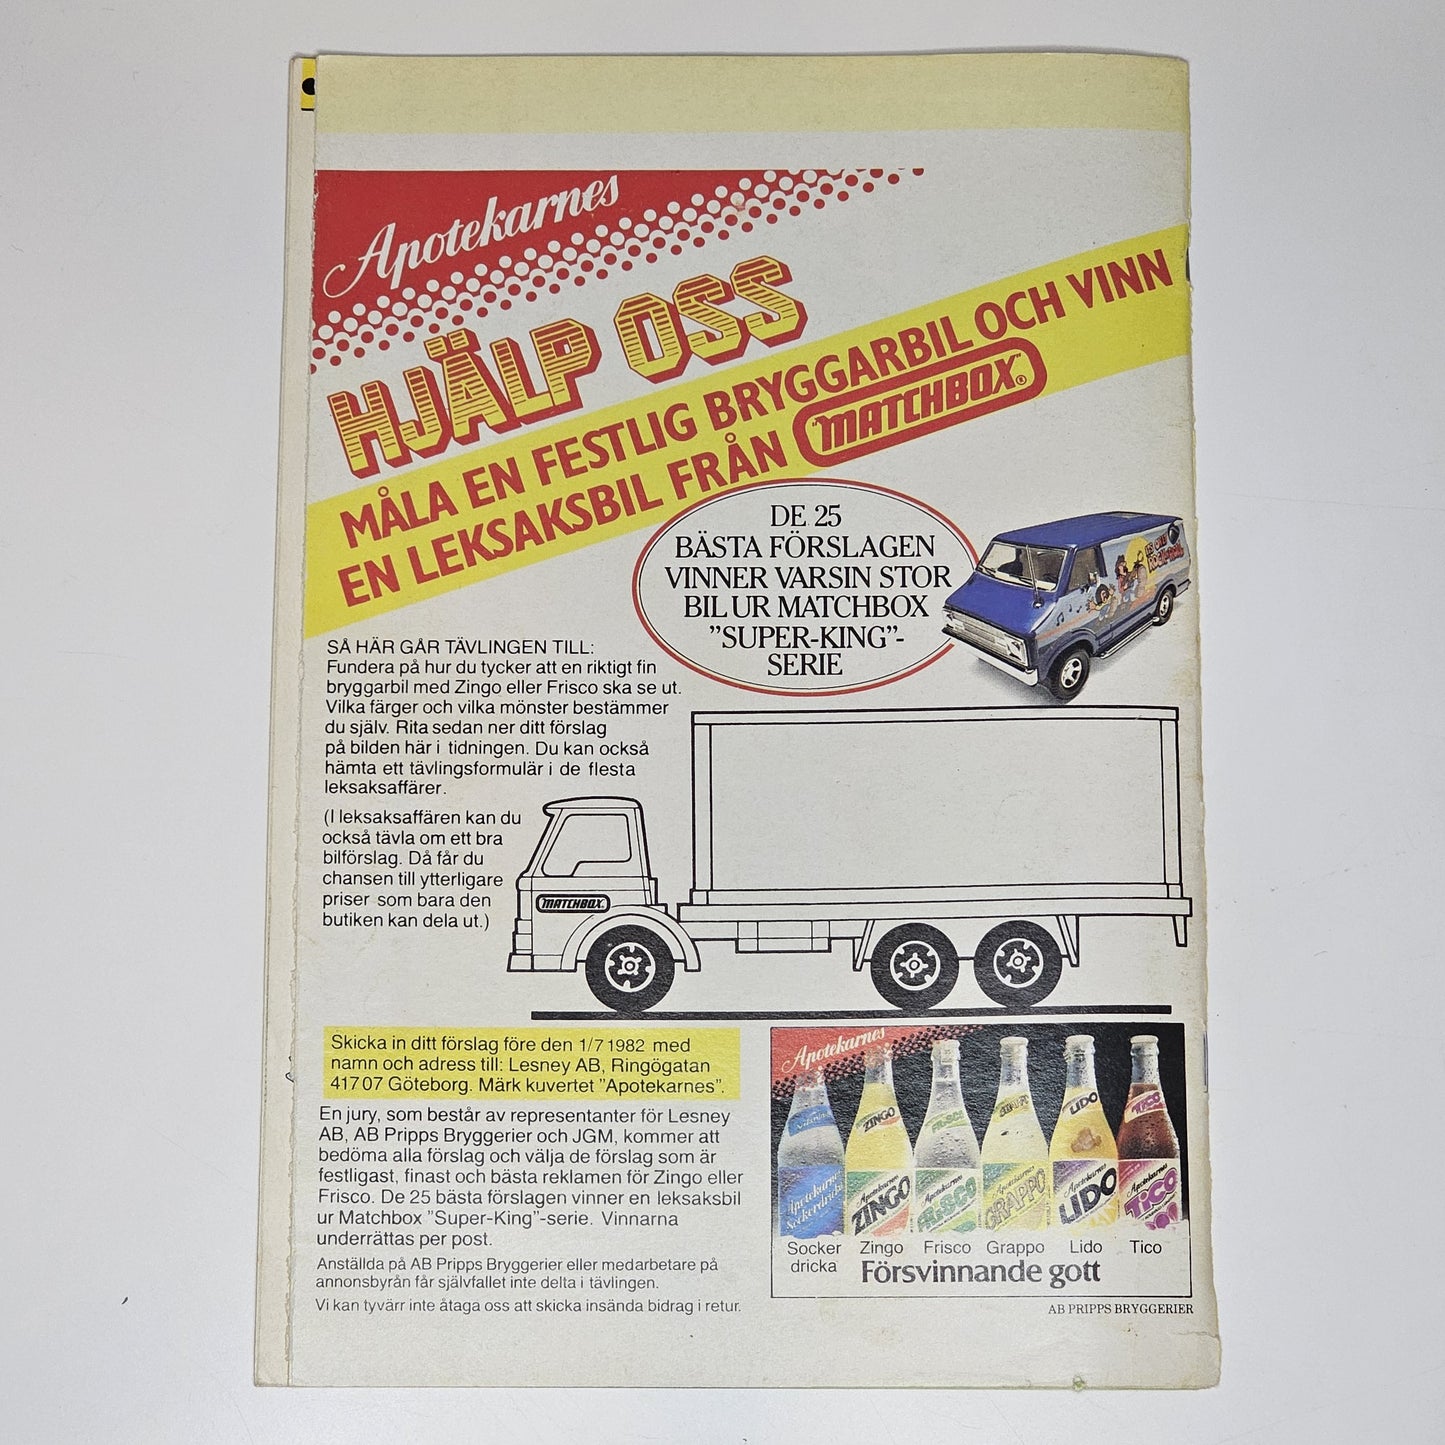 Apotekarnes
HJÄLP OSS
MÅLA EN FESTLIG BRYGGARBIL OCH VINN
EN LEKSAKSBIL FRÅN "MATCHBOX"®
DE 25
BÄSTA FÖRSLAGEN
VINNER VARSIN STOR
BIL UR MATCHBOX
”SUPER-KING”-
SERIE
SÅ HÄR GÅR TÄVLINGEN TILL:
Fundera på hur du tycker att en riktigt fin
bryggarbil med Zingo eller Frisco ska se ut.
Vilka färger och vilka mönster bestämmer
du själv. Rita sedan ner ditt förslag
på bilden här i tidningen. Du kan också
hämta ett tävlingsformulär i de flesta
leksaksaffärer.
(I leksaksaffären kan du
också tävla om ett bra
bilförslag. Då får du
chansen till ytterligare
priser som bara den
butiken kan dela ut.)
MATCHBOX
Skicka in ditt förslag före den 1/7 1982 med
namn och adress till: Lesney AB, Ringögatan
417 07 Göteborg. Märk kuvertet ”Apotekarnes”.
En jury, som består av representanter för Lesney
AB, AB Pripps Bryggerier och JGM, kommer att
bedöma alla förslag och välja de förslag som är
festligast, finast och bästa reklamen för Zingo eller
Frisco. De 25 bästa förslagen vinner en leksaksbil
ur Matchbox ”Super-King”-serie. Vinnarna
underrättas per post.
Anställda på AB Pripps Bryggerier eller medarbetare på
annonsbyrån får självfallet inte delta i tävlingen.
Vi kan tyvärr inte åtaga oss att skicka insända bidrag i retur.
Apotekarnes
ZINGO
FRISCO
LIDO
TICO
Apotekarnes
Sockerdricka
ZINGO
FRISCO
GRAPPO
LIDO
TICO
Socker Zingo Frisco Grappo Lido Tico
dricka
Försvinnande gott
AB PRIPPS BRYGGERIER